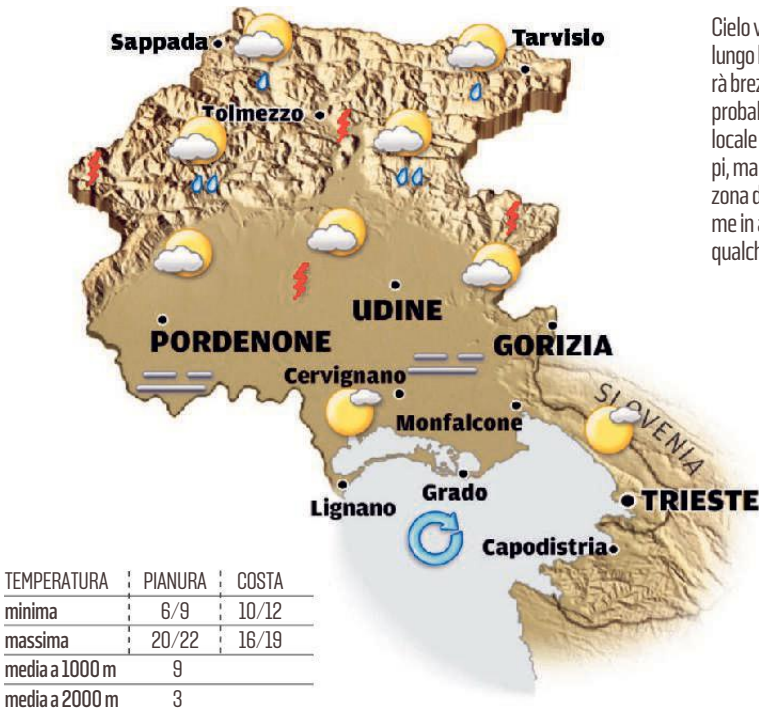 Sappada
Tarvisio
Tolmezzo
UDINE
PORDENONE
GORIZIA
Cervignano
SLOVENIA
Monfalcone
Lignano
Grado
TRIESTE
Capodistria
TEMPERATURA PIANURA COSTA
minima 6/9 10/12
massima 20/22 16/19
media a 1000 m 9
media a 2000 m 3
Cielo
lungo
rà brez
probal
locale
pi, ma
zona d
me in a
qualch